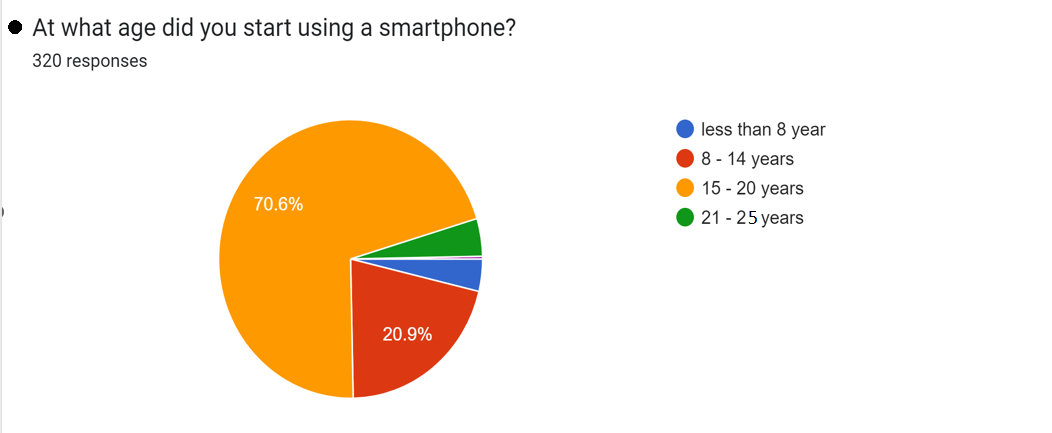 At what age did you start using a smartphone?
320 responses
less than 8 year
8 - 14 years
15 - 20 years
21 - 25 years
70.6%
20.9%